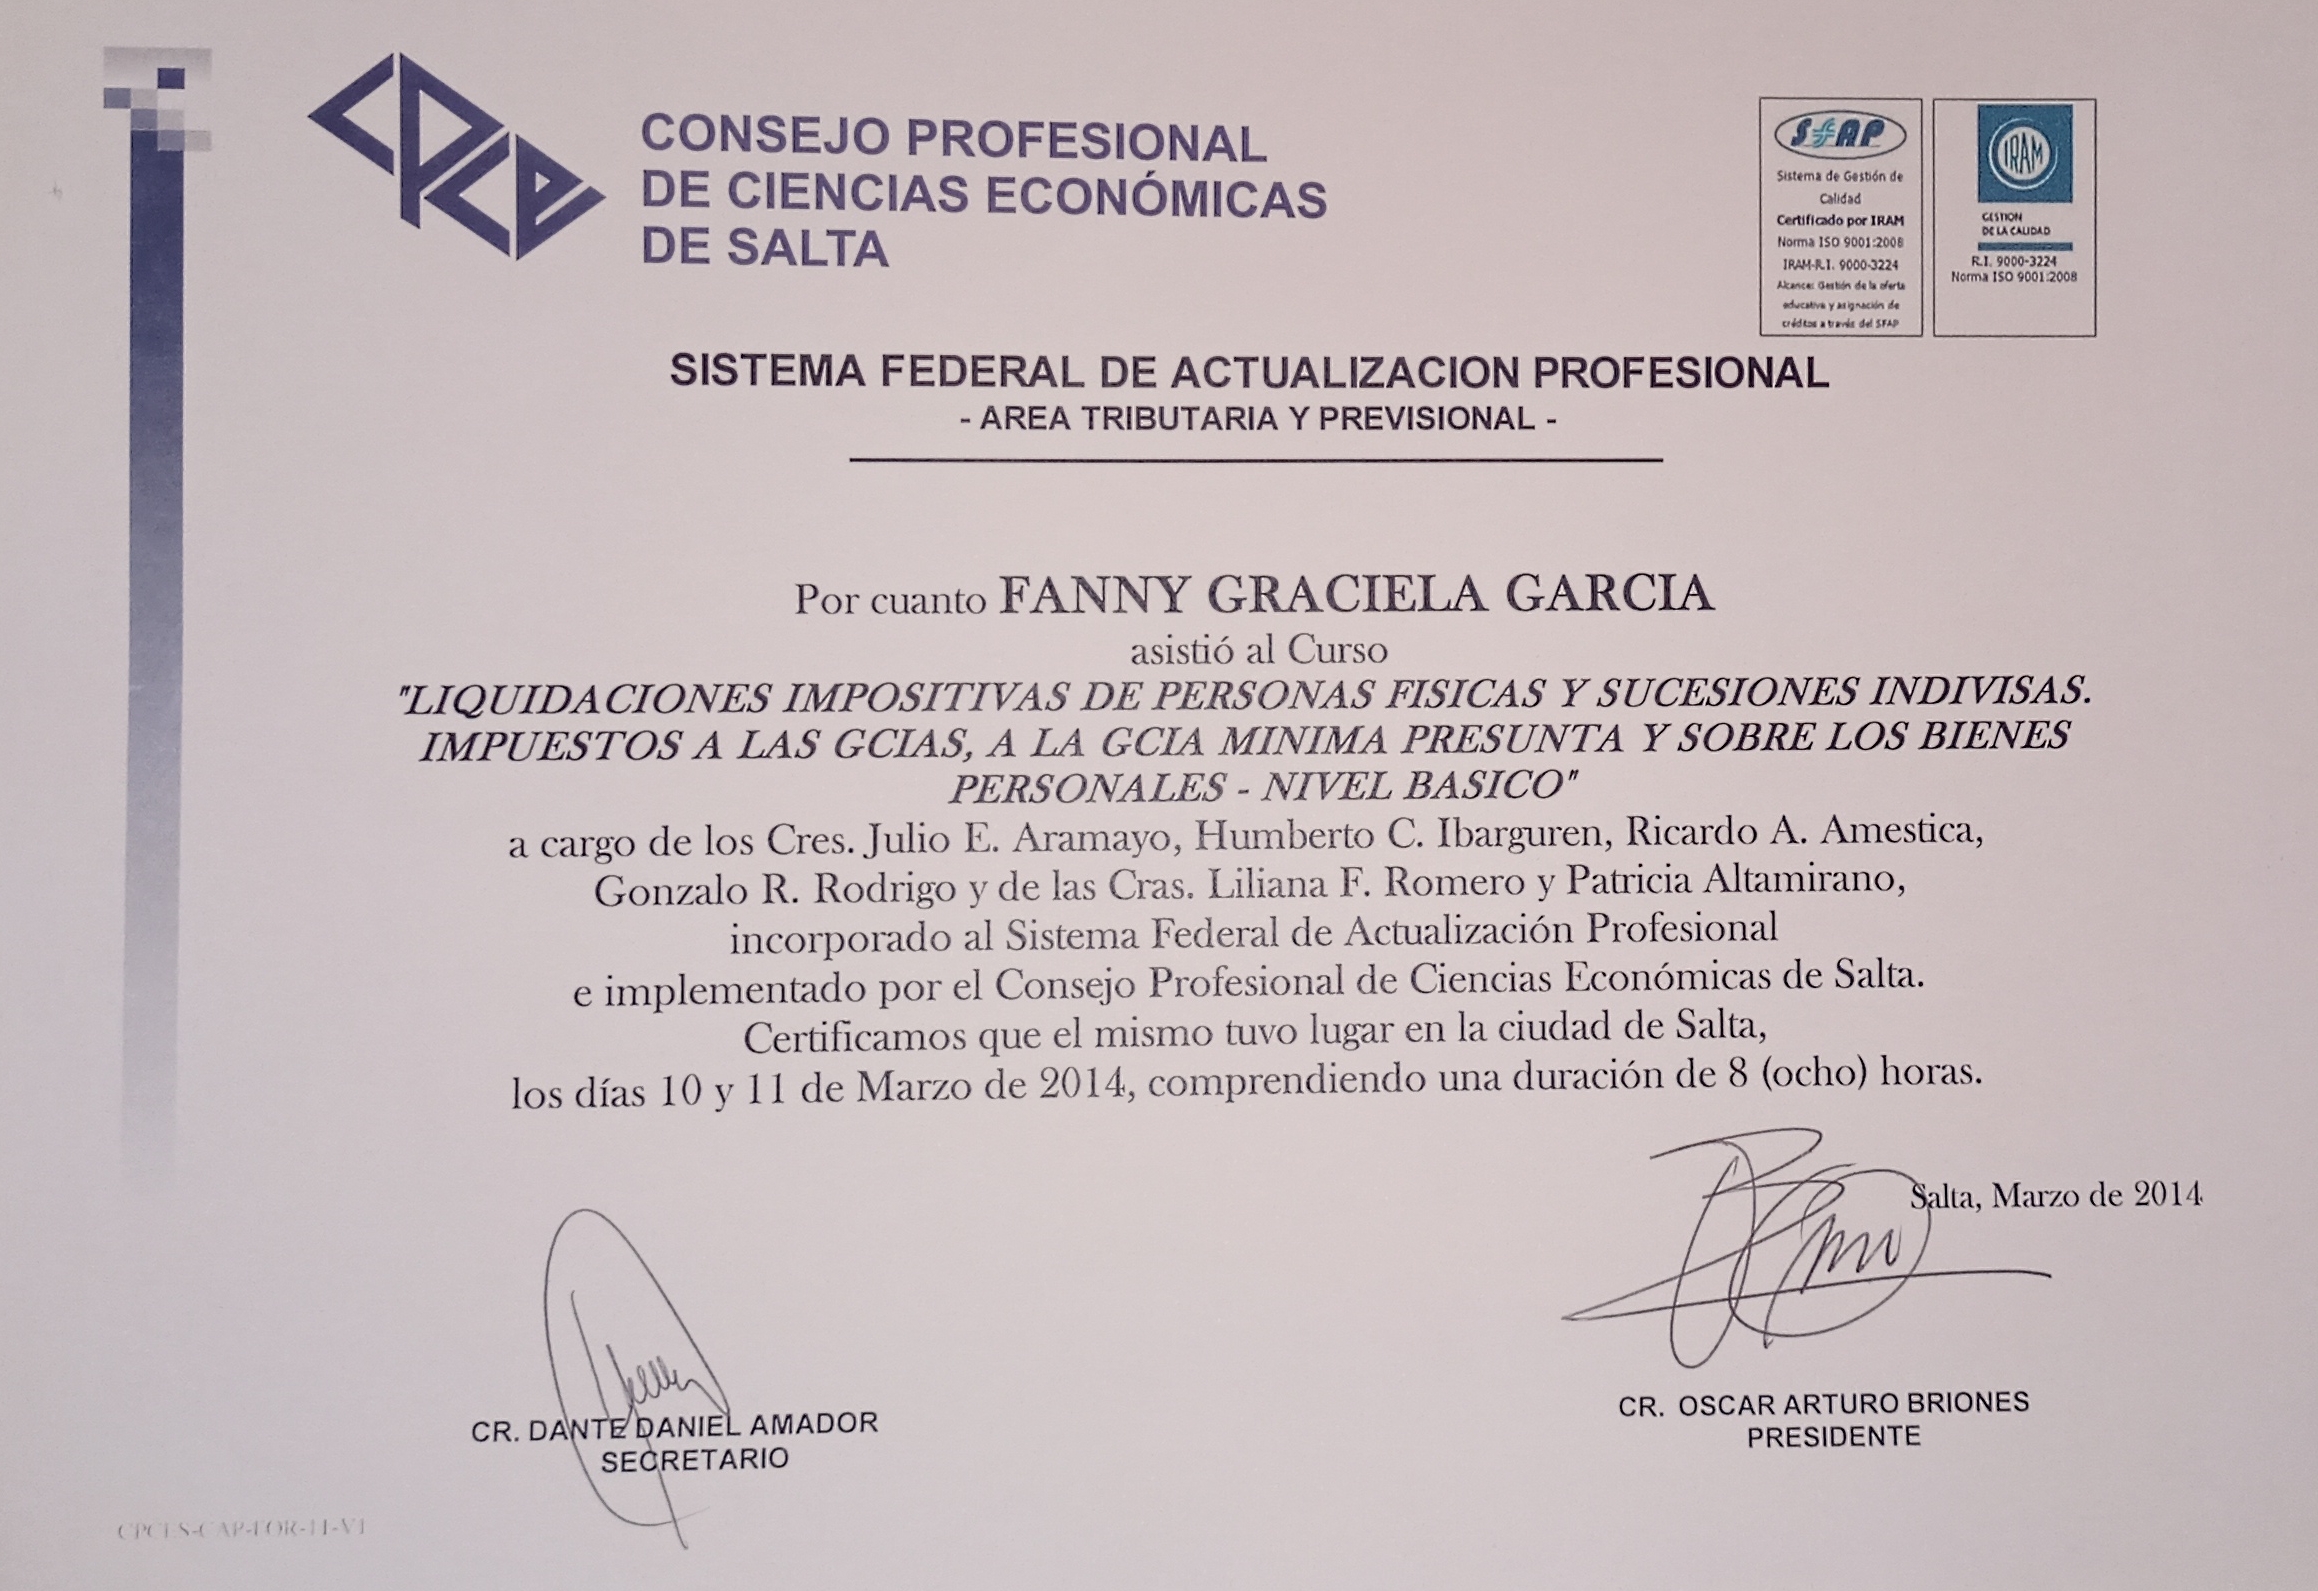 CPCE
CONSEJO PROFESIONAL
DE CIENCIAS ECONÓMICAS
DE SALTA
SFAP
Sistema de Gestión de
Calidad
Certificado por IRAM
Norma ISO 9001:2008
IRAM-R.I. 9000-3224
Alcance: Gestión de la oferta
educativa y asignación de
créditos a través del SFAP
IRAM
GESTION
DE LA CALIDAD
R.I. 9000-3224
Norma ISO 9001:2008
SISTEMA FEDERAL DE ACTUALIZACION PROFESIONAL
- AREA TRIBUTARIA Y PREVISIONAL -
Por cuanto FANNY GRACIELA GARCIA
asistió al Curso
"LIQUIDACIONES IMPOSITIVAS DE PERSONAS FISICAS Y SUCESIONES INDIVISAS.
IMPUESTOS A LAS GCIAS, A LA GCIA MINIMA PRESUNTA Y SOBRE LOS BIENES
PERSONALES - NIVEL BASICO"
a cargo de los Cres. Julio E. Aramayo, Humberto C. Ibarguren, Ricardo A. Amestica,
Gonzalo R. Rodrigo y de las Cras. Liliana F. Romero y Patricia Altamirano,
incorporado al Sistema Federal de Actualización Profesional
e implementado por el Consejo Profesional de Ciencias Económicas de Salta.
Certificamos que el mismo tuvo lugar en la ciudad de Salta,
los días 10 y 11 de Marzo de 2014, comprendiendo una duración de 8 (ocho) horas.
Salta, Marzo de 2014
CR. DANTE DANIEL AMADOR
SECRETARIO
CR. OSCAR ARTURO BRIONES
PRESIDENTE
CPCES-CAP-FOR-11-V1